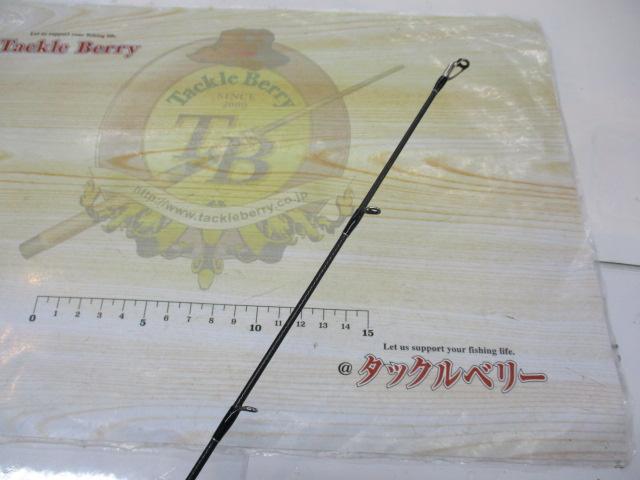 Let us support your fishing life.
Tackle Berry
Tackle Berry
SINCE
2000
TB
http://www.tackleberry.co.jp
0 1 2 3 4 5 6 7 8 9 10 11 12 13 14 15
Let us support your fishing life.
@タックルベリー